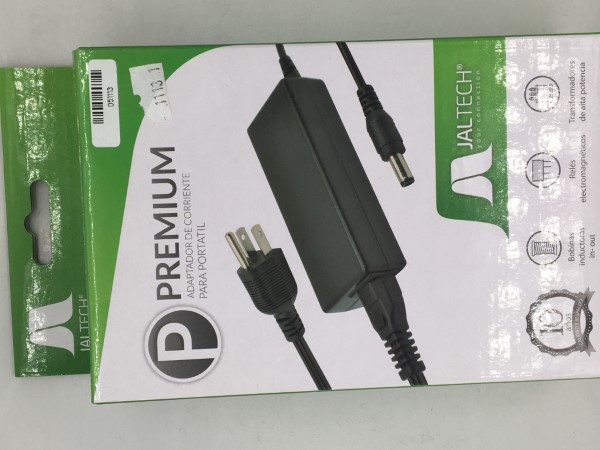 JALTECH®
051113
1113 1
P PREMIUM
ADAPTADOR DE CORRIENTE
PARA PORTATIL
JALTECH®
your connection
10
años
Bobinas
inductoras
in- out
Relés
electromagnéticos
Transformadores
de alta potencia